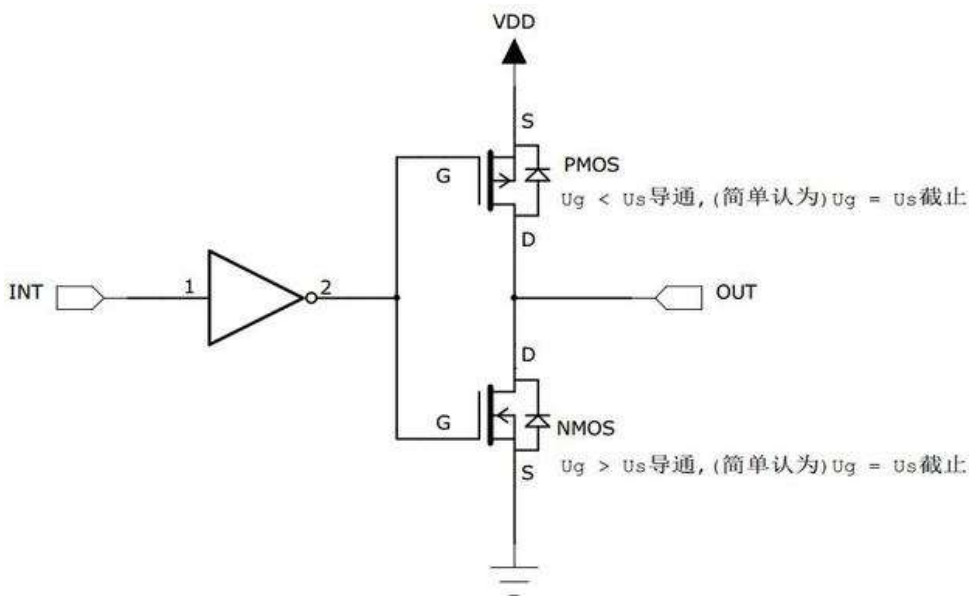 VDD
S
G
PMOS
Ug < Us导通,(简单认为)Ug = Us截止
D
INT
1
2
OUT
D
G
NMOS
Ug > Us导通,(简单认为)Ug = Us截止
S